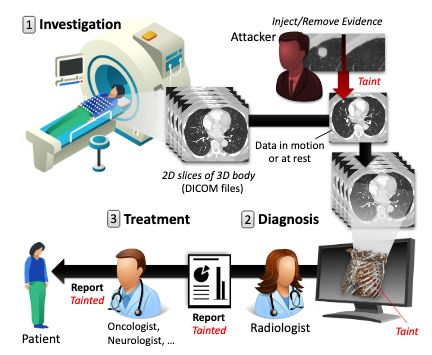 1 Investigation
Inject/Remove Evidence
Attacker
Taint
Data in motion
or at rest
2D slices of 3D body
(DICOM files)
3 Treatment
2 Diagnosis
Report
Tainted
Report
Tainted
Taint
Patient
Oncologist,
Neurologist, ...
Radiologist